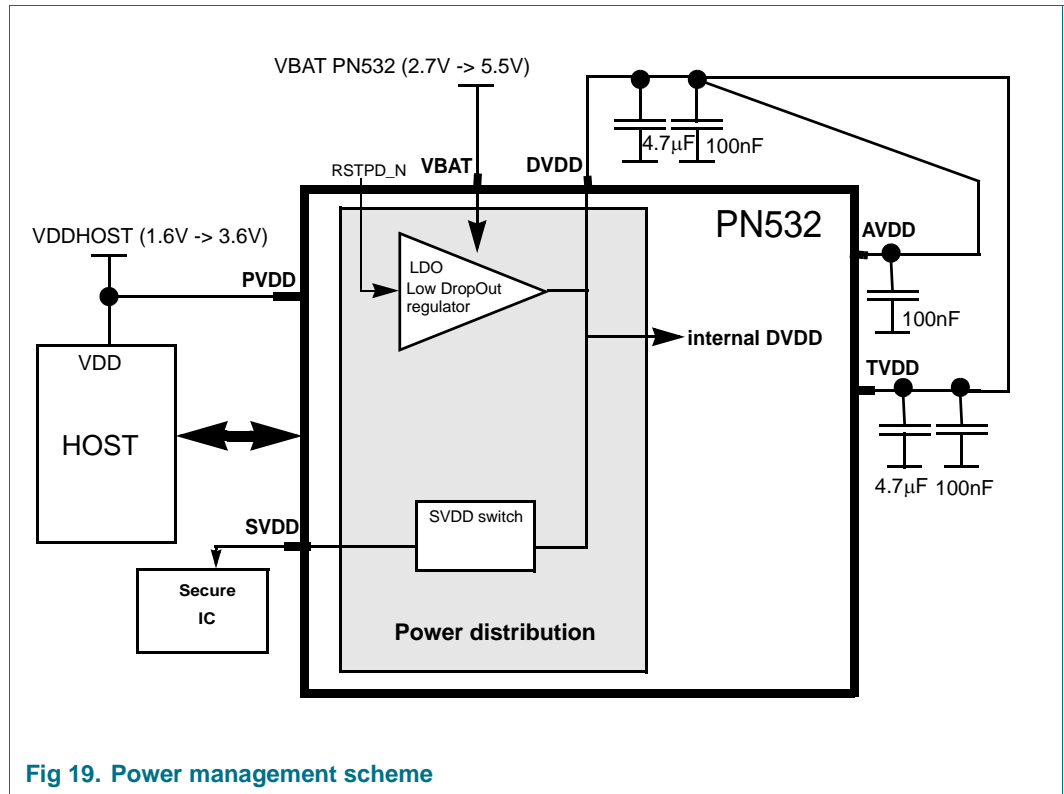 VBAT PN532 (2.7V -> 5.5V)
4.7μF
100nF
RSTPD_N
VBAT
DVDD
PN532
VDDHOST (1.6V -> 3.6V)
AVDD
PVDD
LDO
Low DropOut
regulator
100nF
internal DVDD
VDD
TVDD
HOST
4.7μF
100nF
SVDD
SVDD switch
Secure
IC
Power distribution
Fig 19. Power management scheme